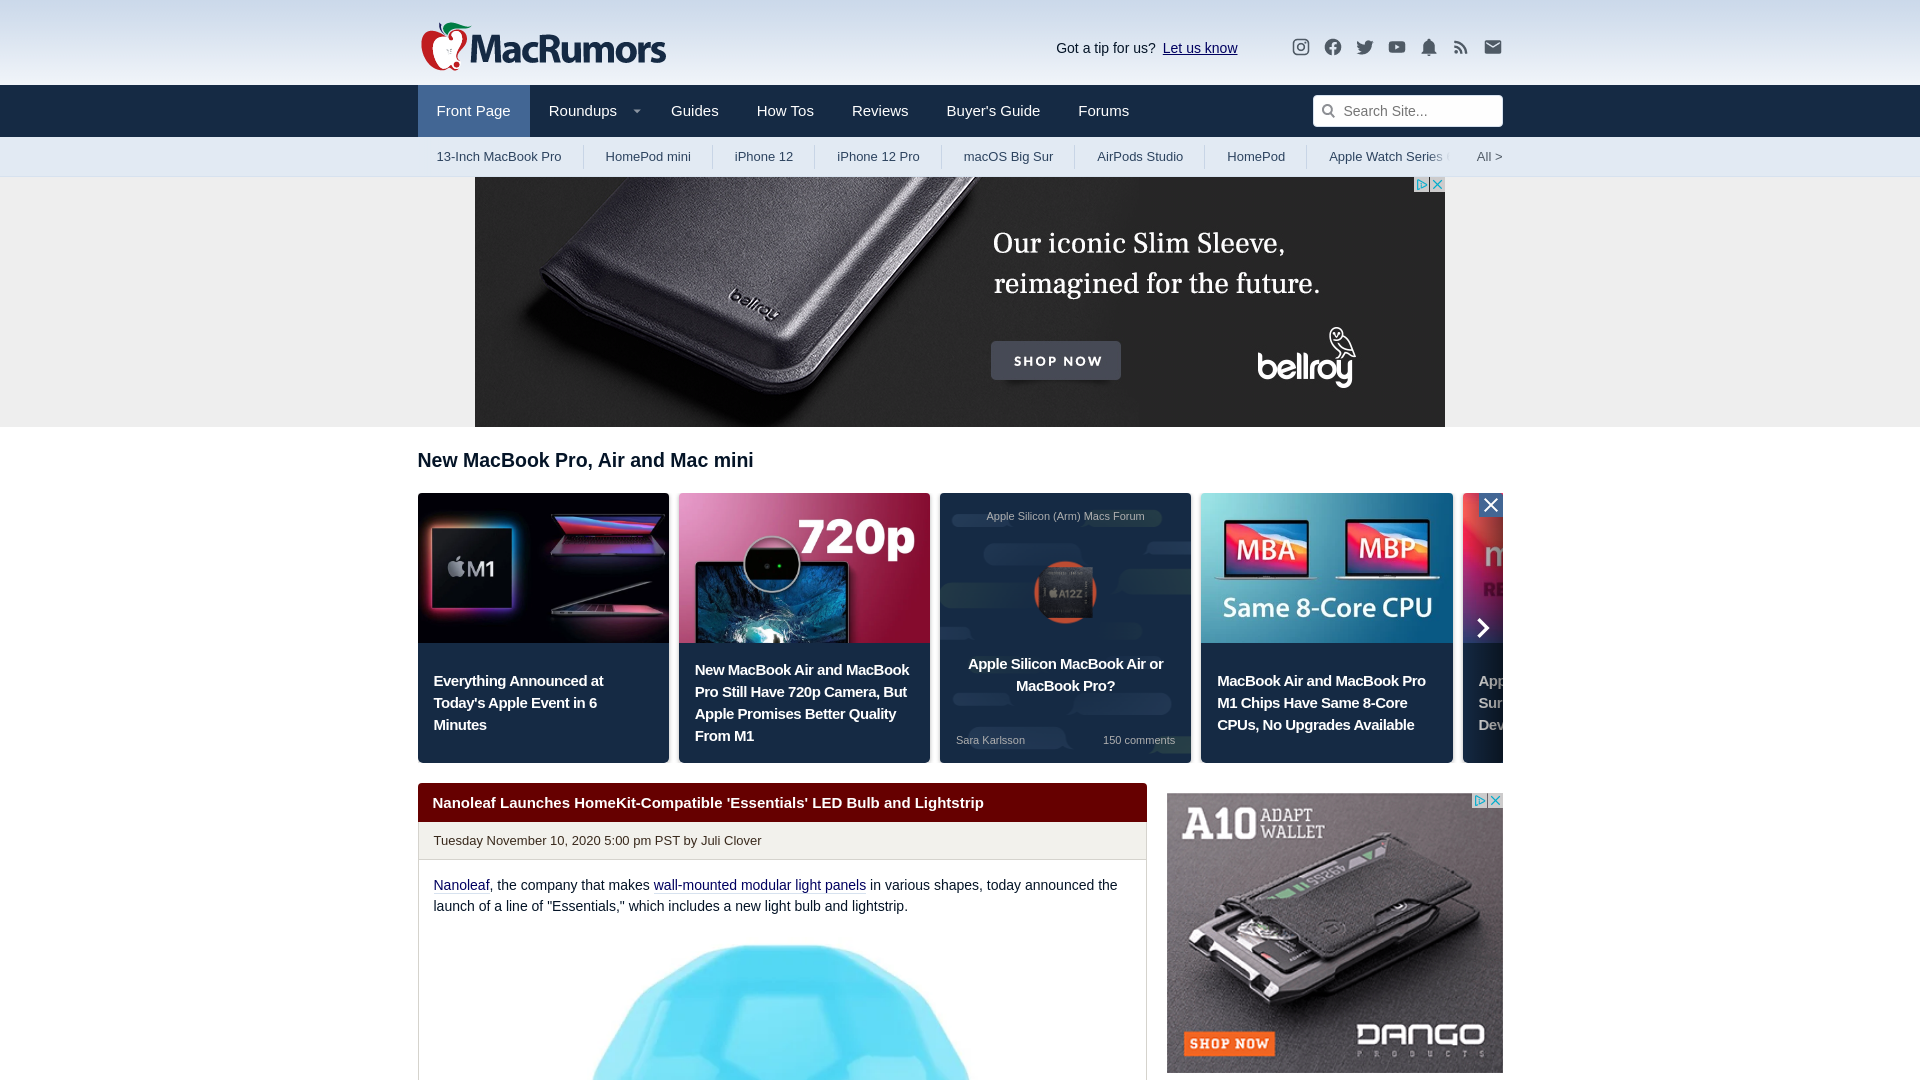 MacRumors
Got a tip for us? Let us know
Front Page
Roundups
Guides
How Tos
Reviews
Buyer's Guide
Forums
Search Site...
13-Inch MacBook Pro
HomePod mini
iPhone 12
iPhone 12 Pro
macOS Big Sur
AirPods Studio
HomePod
Apple Watch Series
All >
bellroy
Our iconic Slim Sleeve,
reimagined for the future.
SHOP NOW
bellroy
New MacBook Pro, Air and Mac mini
M1
Everything Announced at
Today's Apple Event in 6
Minutes
720p
New MacBook Air and MacBook
Pro Still Have 720p Camera, But
Apple Promises Better Quality
From M1
Apple Silicon (Arm) Macs Forum
A12Z
Apple Silicon MacBook Air or
MacBook Pro?
Sara Karlsson
150 comments
MBA
MBP
Same 8-Core CPU
MacBook Air and MacBook Pro
M1 Chips Have Same 8-Core
CPUs, No Upgrades Available
m
RE
App
Sur
Dev
Nanoleaf Launches HomeKit-Compatible 'Essentials' LED Bulb and Lightstrip
Tuesday November 10, 2020 5:00 pm PST by Juli Clover
Nanoleaf, the company that makes wall-mounted modular light panels in various shapes, today announced the
launch of a line of "Essentials," which includes a new light bulb and lightstrip.
A10 ADAPT
WALLET
SHOP NOW
DANGO
PRODUCTS